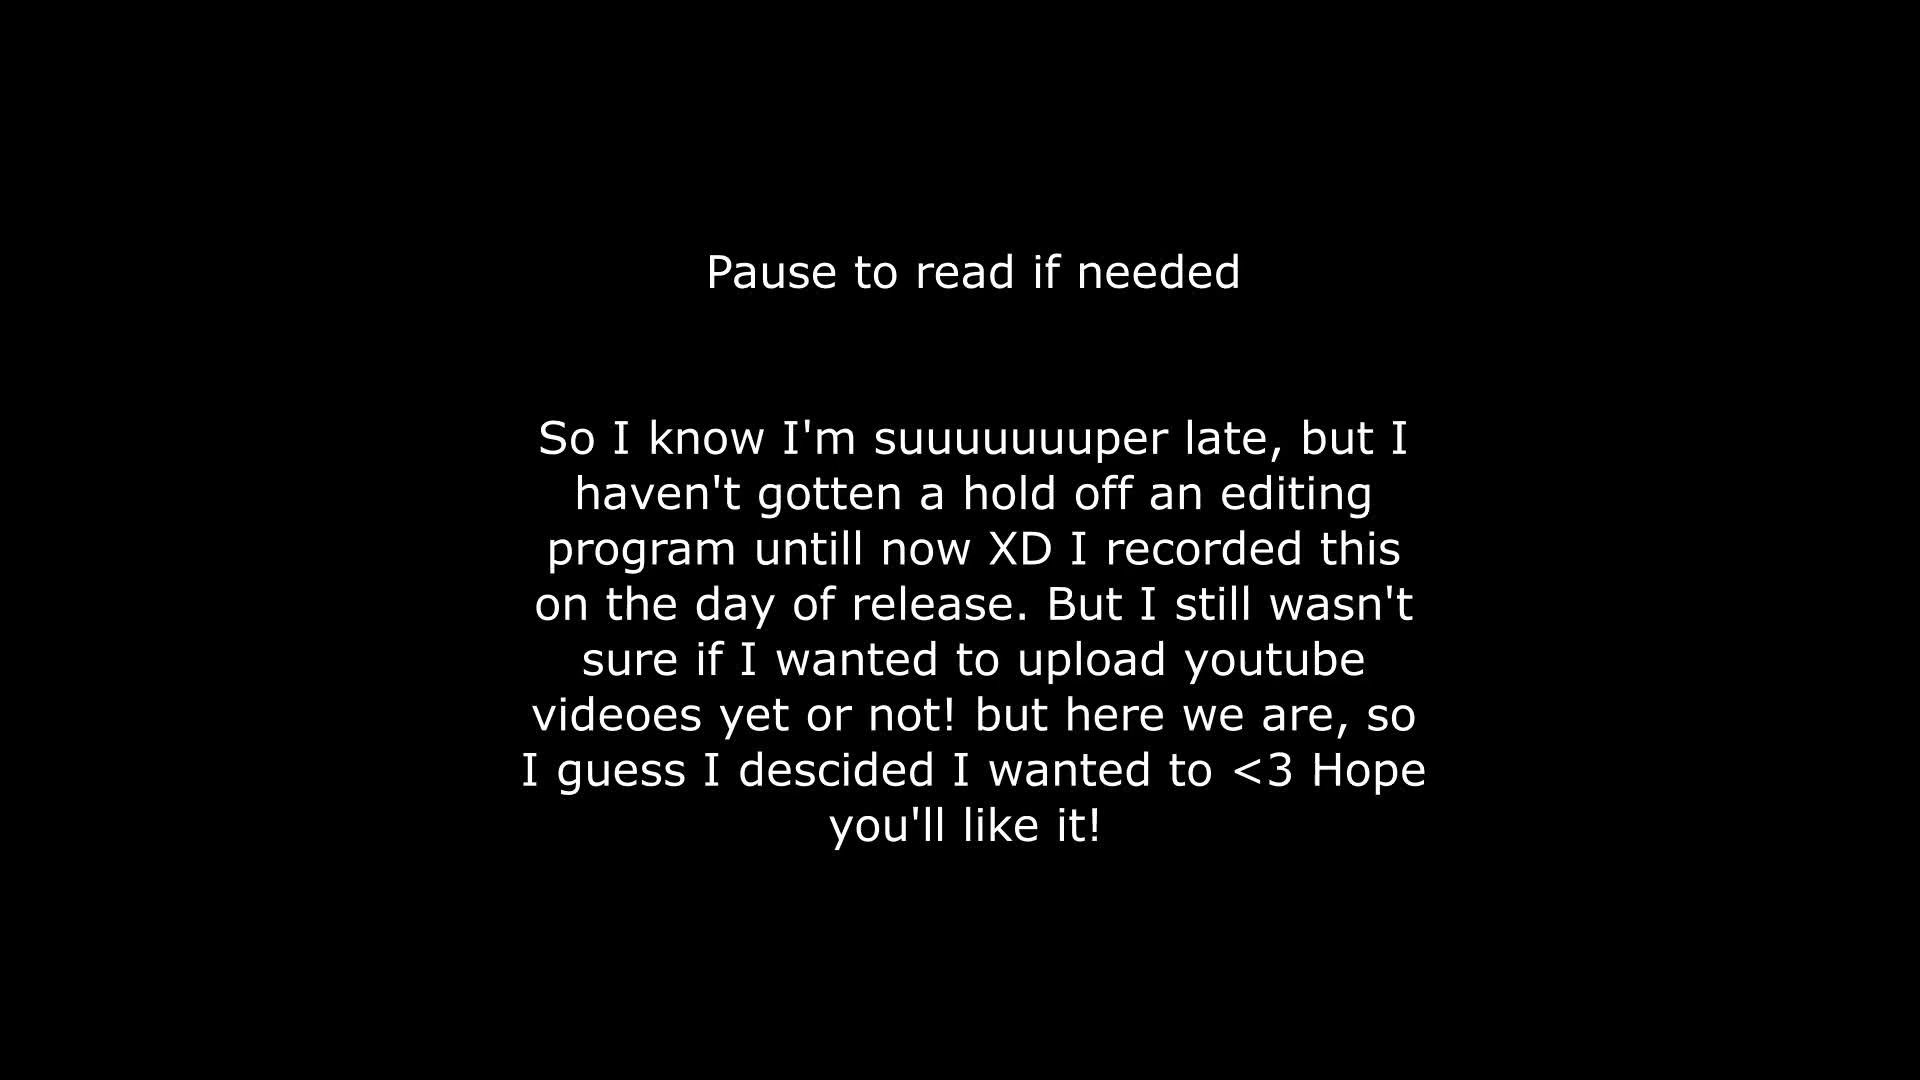 Pause to read if needed
So I know I'm suuuuuuuper late, but I
haven't gotten a hold off an editing
program untill now XD I recorded this
on the day of release. But I still wasn't
sure if I wanted to upload youtube
videoes yet or not! but here we are, so
I guess I descided I wanted to <3 Hope
you'll like it!